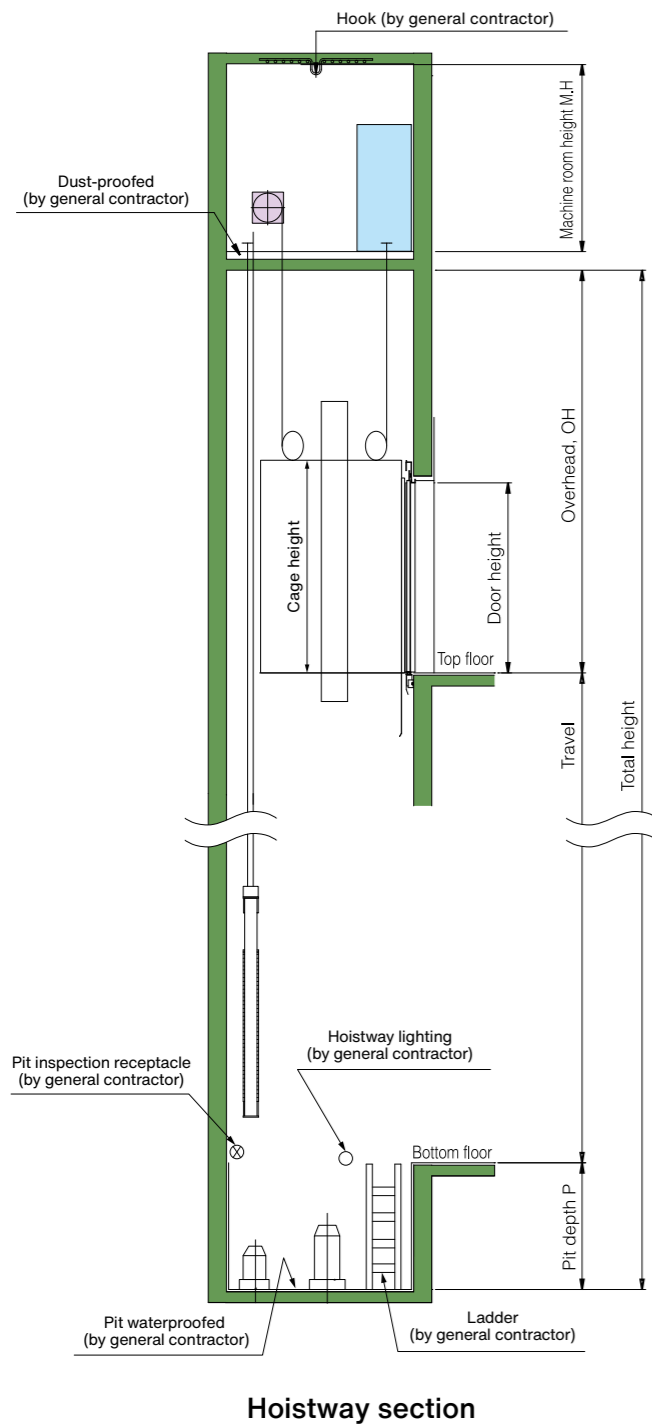 Hook (by general contractor)
Machine room height M.H
Dust-proofed
(by general contractor)
Overhead, OH
Cage height
Door height
Top floor
Travel
Total height
Hoistway lighting
(by general contractor)
Pit inspection receptacle
(by general contractor)
Bottom floor
Pit depth P
Pit waterproofed
(by general contractor)
Ladder
(by general contractor)
Hoistway section